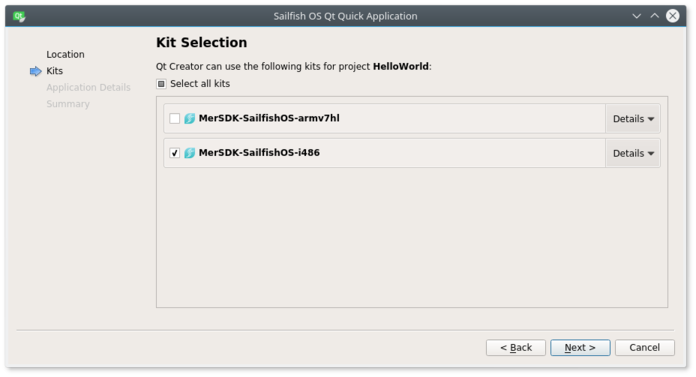 Sailfish OS Qt Quick Application
Location
Kits
Application Details
Summary
Kit Selection
Qt Creator can use the following kits for project HelloWorld:
Select all kits
MerSDK-SailfishOS-armv7hl
Details
MerSDK-SailfishOS-i486
Details
< Back
Next >
Cancel